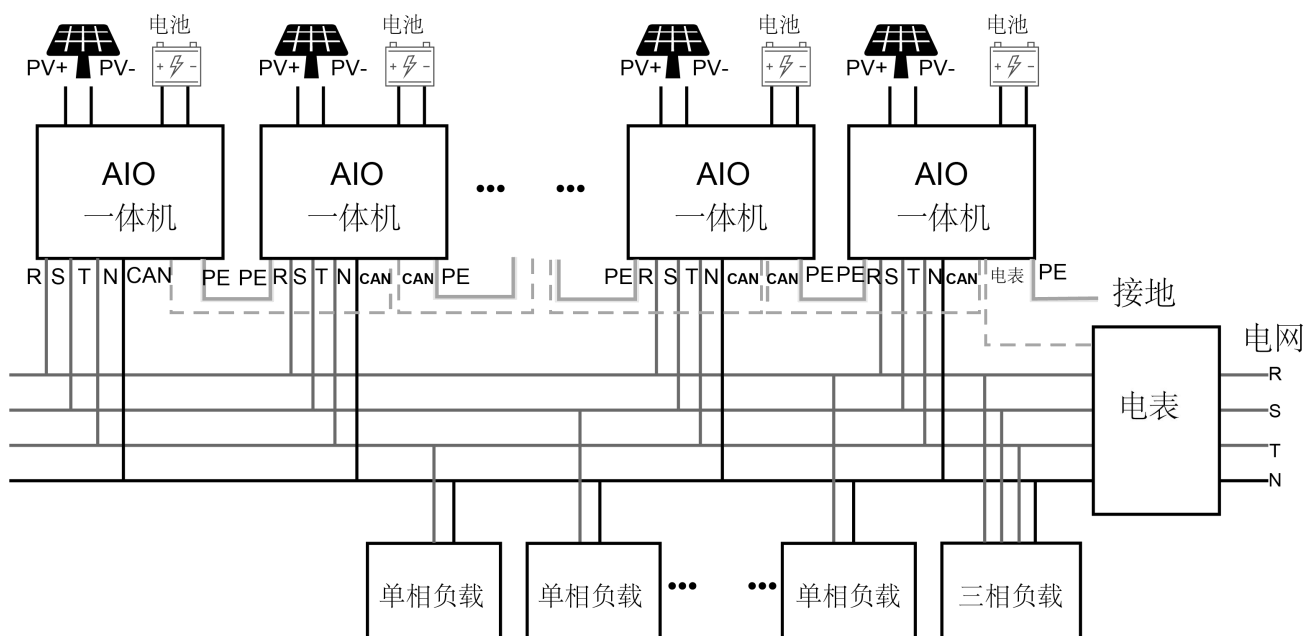 电池 电池 电池 电池
PV+ PV- PV+ PV- PV+ PV- PV+ PV-
+ - + - + - + -
AIO AIO AIO AIO
一体机 一体机 ••• ••• 一体机 一体机
R S T N CAN PE PE R S T N CAN CAN PE PE R S T N CAN CAN PE PE R S T N CAN 电表 PE
接地
电网
R
电表 S
T
N
单相负载 单相负载 ••• ••• 单相负载 三相负载